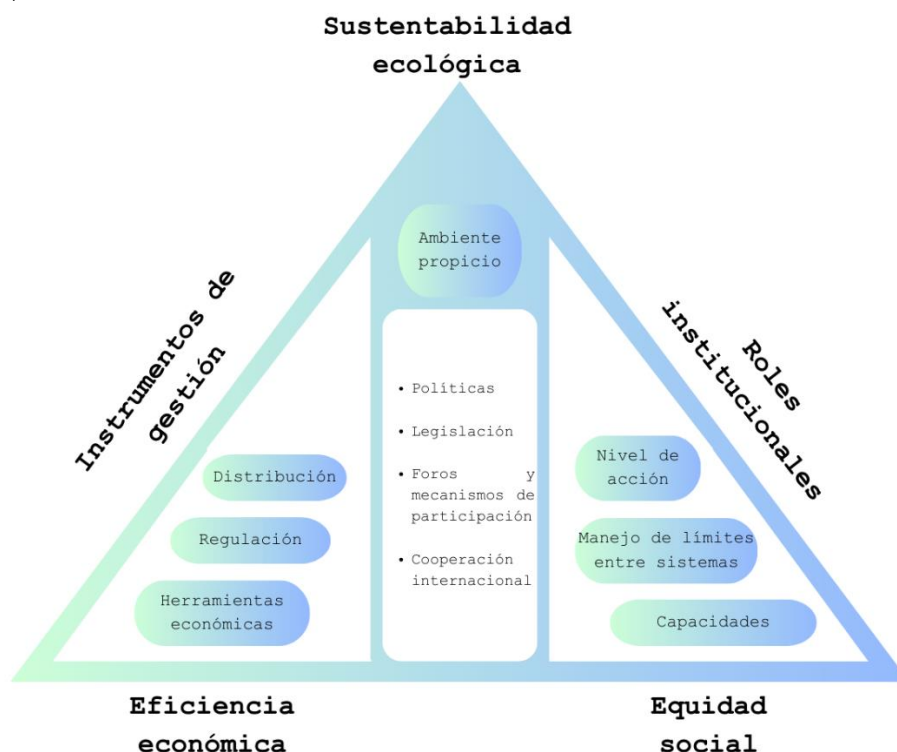 Sustentabilidad
ecológica
Ambiente
propicio
Instrumentos de
gestión
Roles
institucionales
• Políticas
• Legislación
• Foros y
mecanismos de
participación
• Cooperación
internacional
Distribución
Regulación
Herramientas
económicas
Nivel de
acción
Manejo de límites
entre sistemas
Capacidades
Eficiencia
económica
Equidad
social